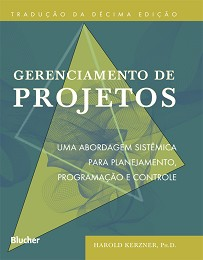 TRADUÇÃO DA DÉCIMA EDIÇÃO
GERENCIAMENTO DE
PROJETOS
UMA ABORDAGEM SISTÊMICA
PARA PLANEJAMENTO,
PROGRAMAÇÃO E CONTROLE
Blucher
HAROLD KERZNER, Ph.D.